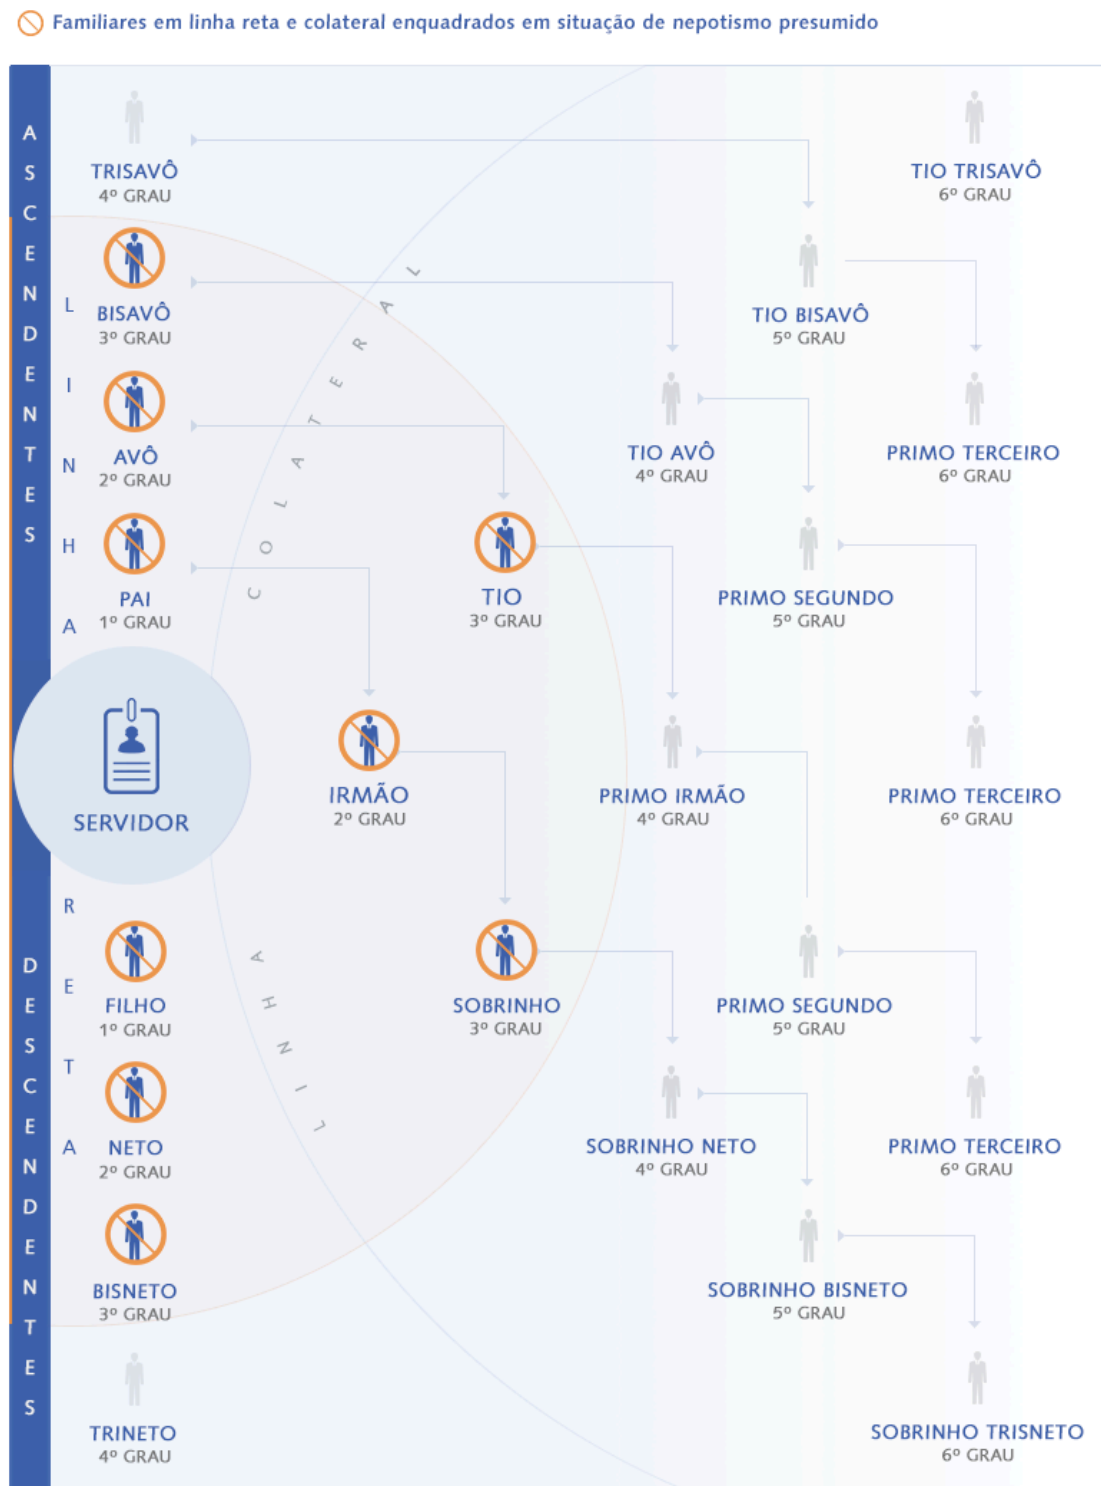 Familiares em linha reta e colateral enquadrados em situação de nepotismo presumido
ASCENDENTES
LINHA RETA
LINHA COLATERAL
TRISAVÔ
4º GRAU
TIO TRISAVÔ
6º GRAU
BISAVÔ
3º GRAU
TIO BISAVÔ
5º GRAU
AVÔ
2º GRAU
TIO AVÔ
4º GRAU
PRIMO TERCEIRO
6º GRAU
PAI
1º GRAU
TIO
3º GRAU
PRIMO SEGUNDO
5º GRAU
SERVIDOR
IRMÃO
2º GRAU
PRIMO IRMÃO
4º GRAU
PRIMO TERCEIRO
6º GRAU
DESCENDENTES
FILHO
1º GRAU
SOBRINHO
3º GRAU
PRIMO SEGUNDO
5º GRAU
NETO
2º GRAU
SOBRINHO NETO
4º GRAU
PRIMO TERCEIRO
6º GRAU
BISNETO
3º GRAU
SOBRINHO BISNETO
5º GRAU
TRINETO
4º GRAU
SOBRINHO TRISNETO
6º GRAU